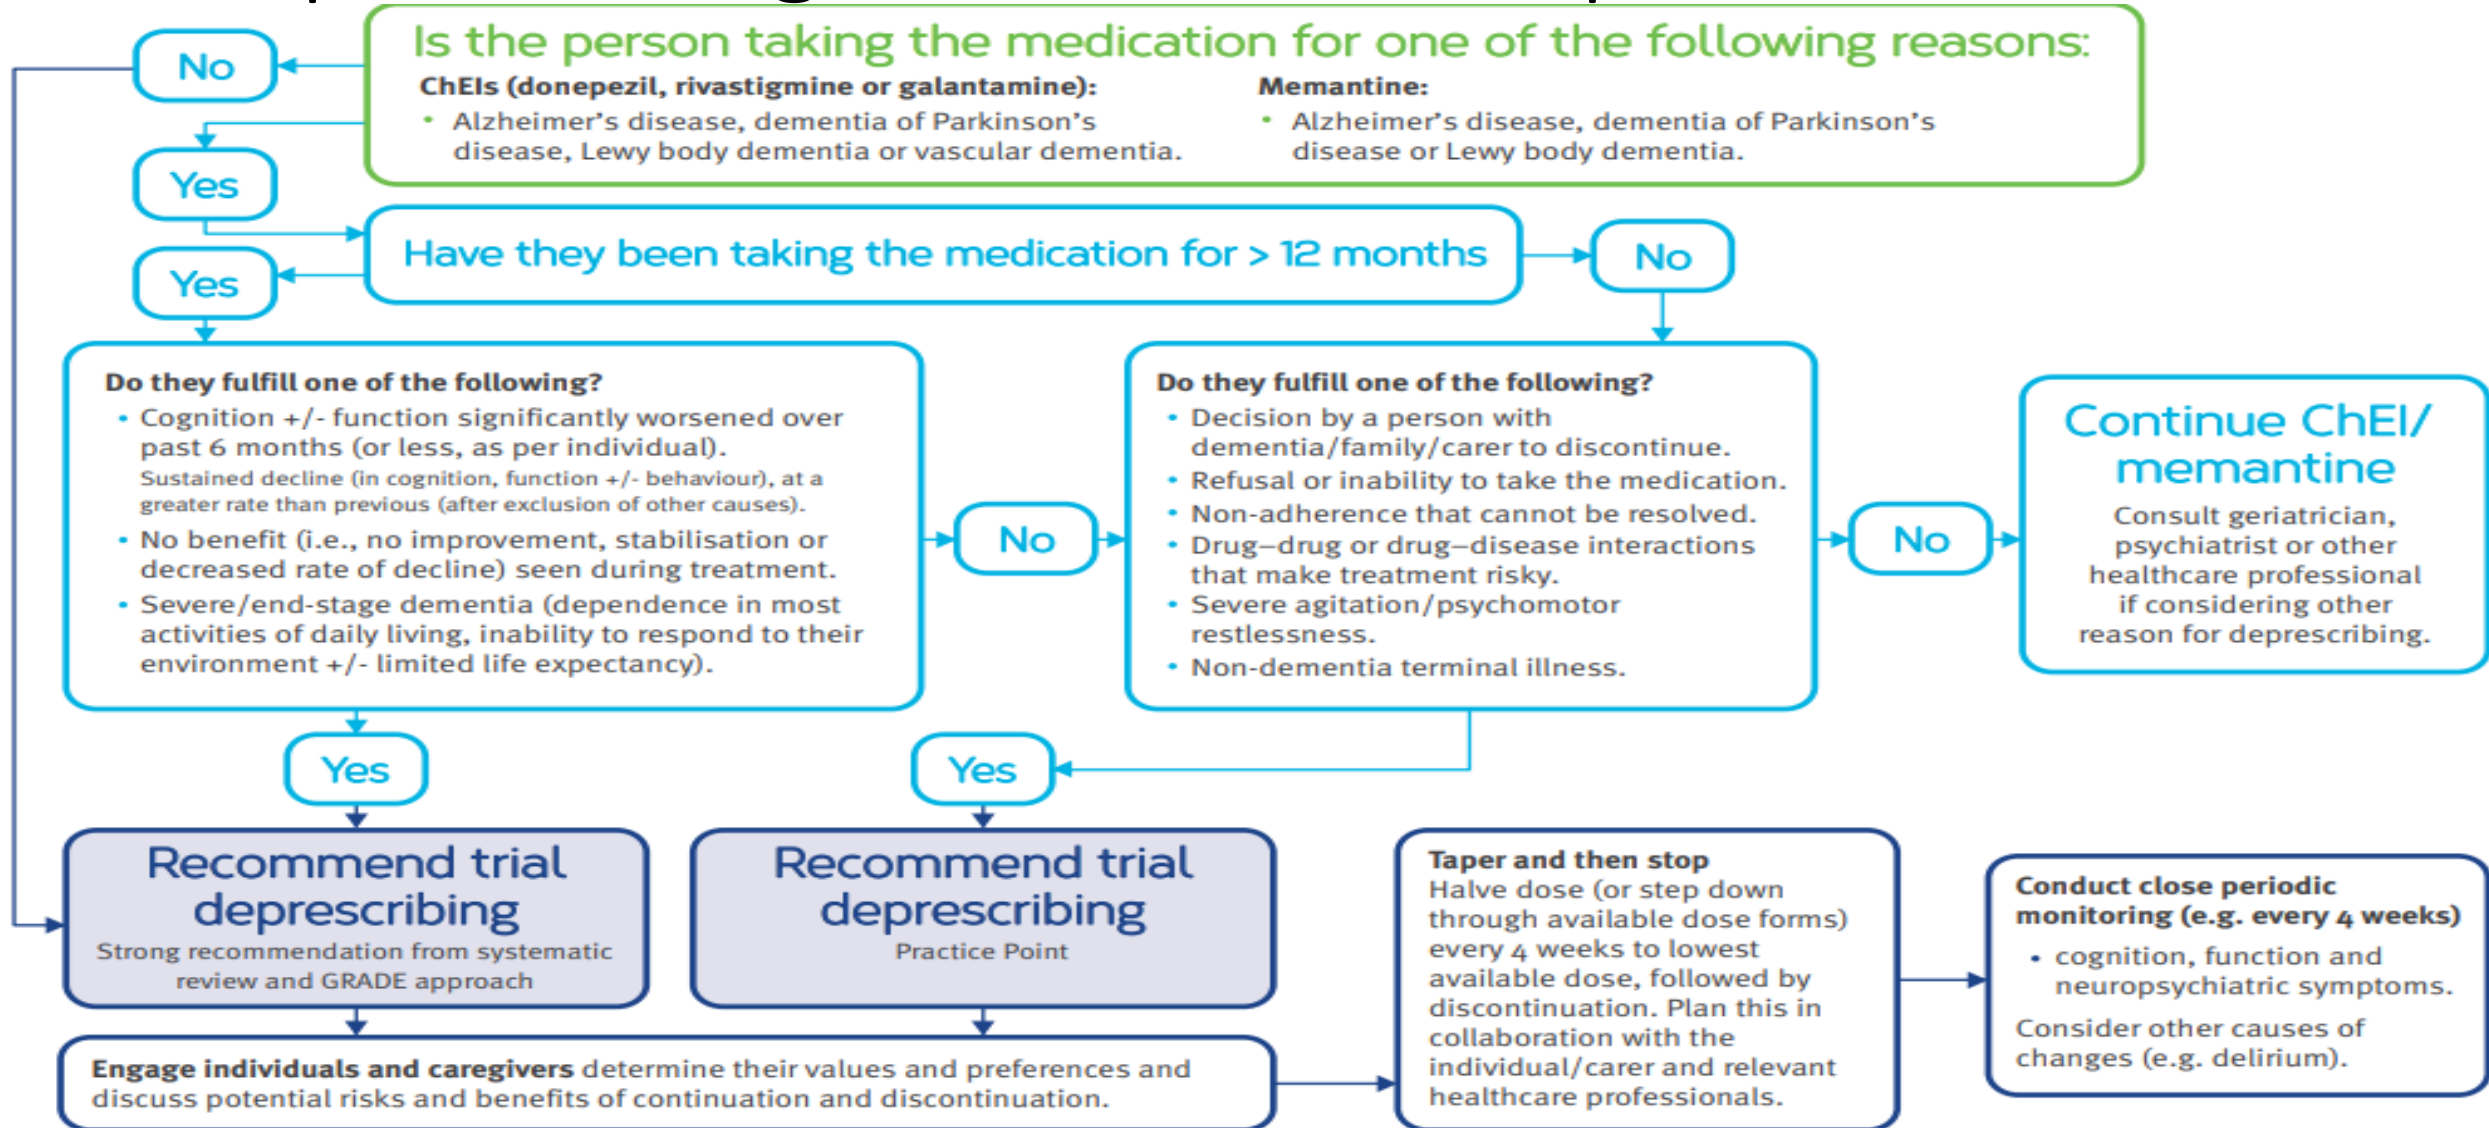 Is the person taking the medication for one of the following reasons:
No
ChEIs (donepezil, rivastigmine or galantamine):
• Alzheimer's disease, dementia of Parkinson's
disease, Lewy body dementia or vascular dementia.
Memantine:
• Alzheimer's disease, dementia of Parkinson's
disease or Lewy body dementia.
Yes
Have they been taking the medication for > 12 months
No
Yes
Do they fulfill one of the following?
• Cognition +/- function significantly worsened over
past 6 months (or less, as per individual).
Sustained decline (in cognition, function +/- behaviour), at a
greater rate than previous (after exclusion of other causes).
• No benefit (i.e., no improvement, stabilisation or
decreased rate of decline) seen during treatment.
• Severe/end-stage dementia (dependence in most
activities of daily living, inability to respond to their
environment +/- limited life expectancy).
No
Do they fulfill one of the following?
• Decision by a person with
dementia/family/carer to discontinue.
• Refusal or inability to take the medication.
• Non-adherence that cannot be resolved.
• Drug–drug or drug–disease interactions
that make treatment risky.
• Severe agitation/psychomotor
restlessness.
• Non-dementia terminal illness.
No
Continue ChEI/
memantine
Consult geriatrician,
psychiatrist or other
healthcare professional
if considering other
reason for deprescribing.
Yes
Yes
Recommend trial
deprescribing
Strong recommendation from systematic
review and GRADE approach
Recommend trial
deprescribing
Practice Point
Engage individuals and caregivers determine their values and preferences and
discuss potential risks and benefits of continuation and discontinuation.
Taper and then stop
Halve dose (or step down
through available dose forms)
every 4 weeks to lowest
available dose, followed by
discontinuation. Plan this in
collaboration with the
individual/carer and relevant
healthcare professionals.
Conduct close periodic
monitoring (e.g. every 4 weeks)
• cognition, function and
neuropsychiatric symptoms.
Consider other causes of
changes (e.g. delirium).